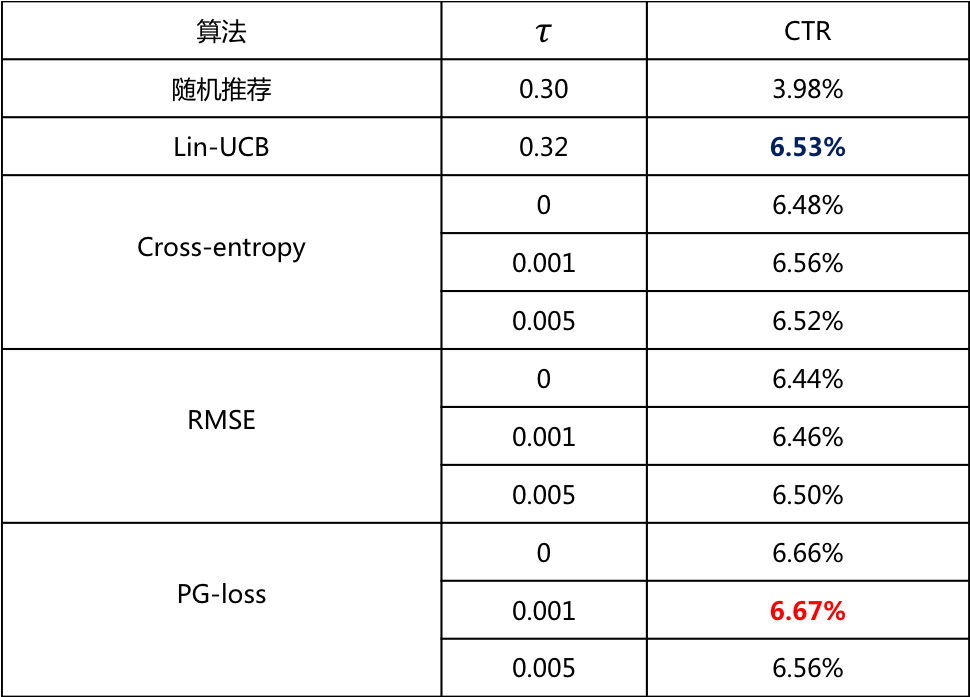 算法 τ CTR
随机推荐 0.30 3.98%
Lin-UCB 0.32 6.53%
Cross-entropy
0 6.48%
0.001 6.56%
0.005 6.52%
RMSE
0 6.44%
0.001 6.46%
0.005 6.50%
PG-loss
0 6.66%
0.001 6.67%
0.005 6.56%